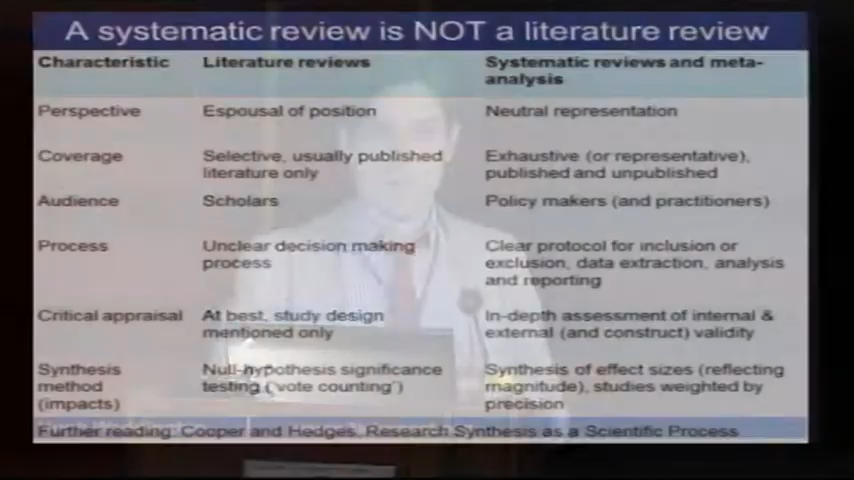 A systematic review is NOT a literature review
Characteristic Literature reviews Systematic reviews and meta-
analysis
Perspective Espousal of position Neutral representation
Coverage Selective, usually published Exhaustive (or representative),
literature only published and unpublished
Audience Scholars Policy makers (and practitioners)
Process Unclear decision making Clear protocol for inclusion or
process exclusion, data extraction, analysis
and reporting
Critical appraisal At best, study design In-depth assessment of internal &
mentioned only external (and construct) validity
Synthesis Null-hypothesis significance Synthesis of effect sizes (reflecting
method testing ('vote counting') magnitude), studies weighted by
(impacts) precision
Further reading: Cooper and Hedges, Research Synthesis as a Scientific Process